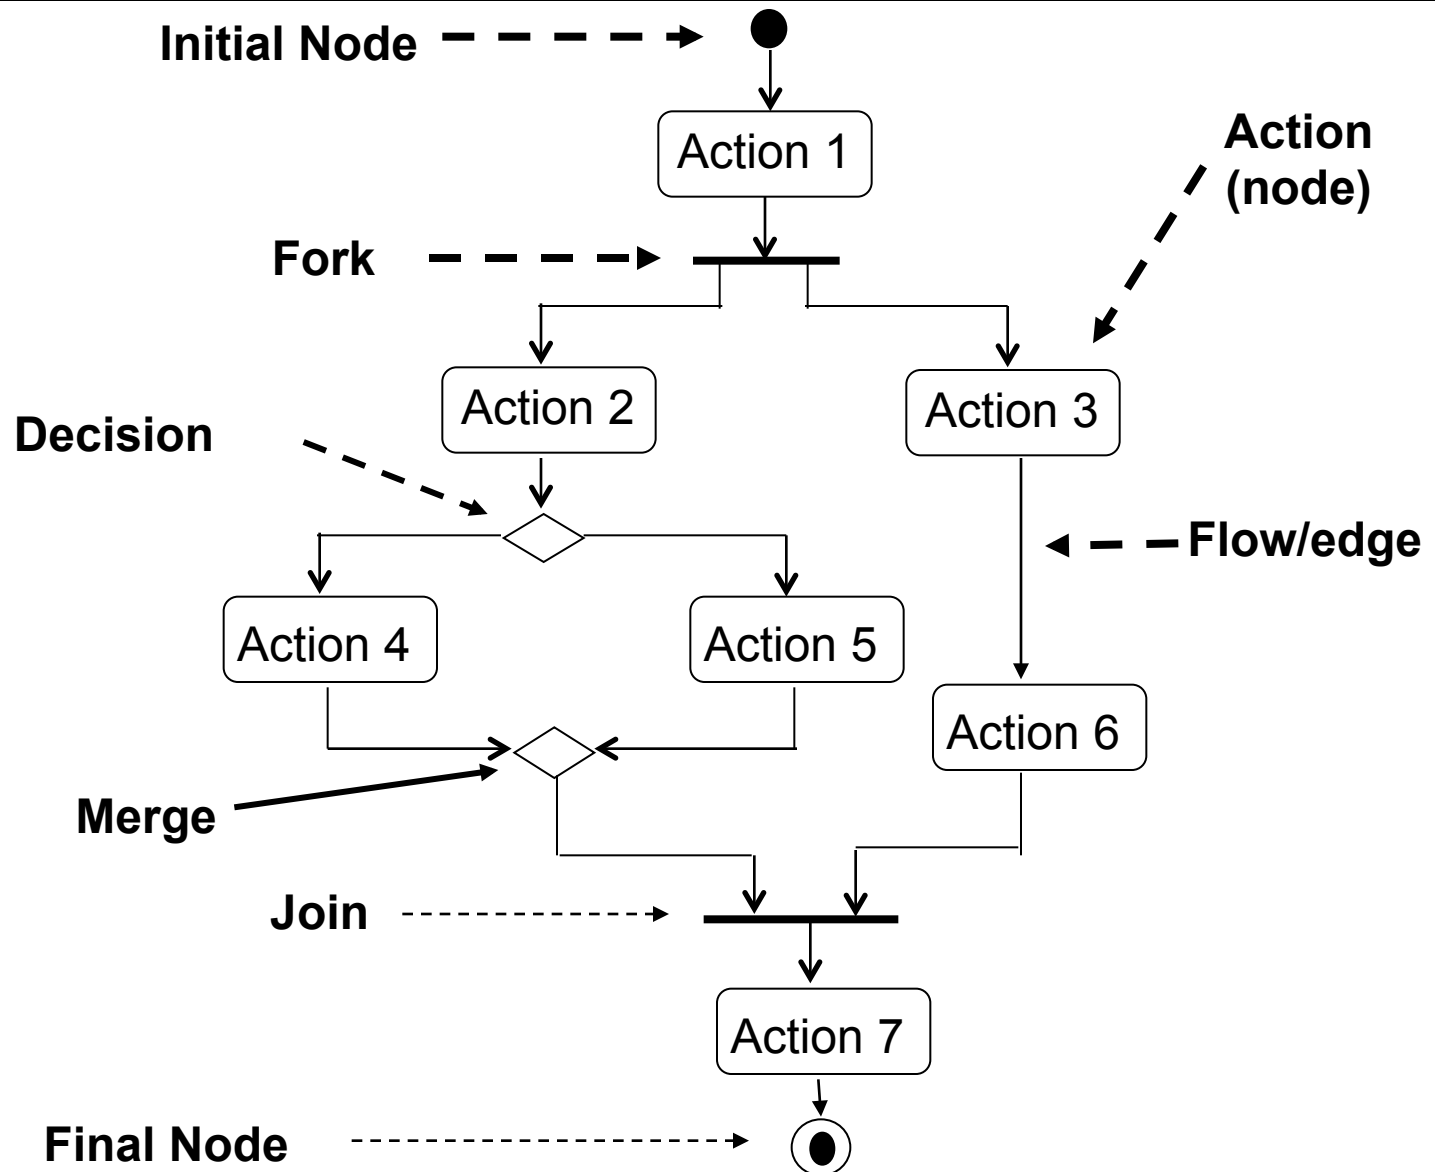 Initial Node
Action 1
Action
(node)
Fork
Action 2
Action 3
Decision
Flow/edge
Action 4
Action 5
Action 6
Merge
Join
Action 7
Final Node